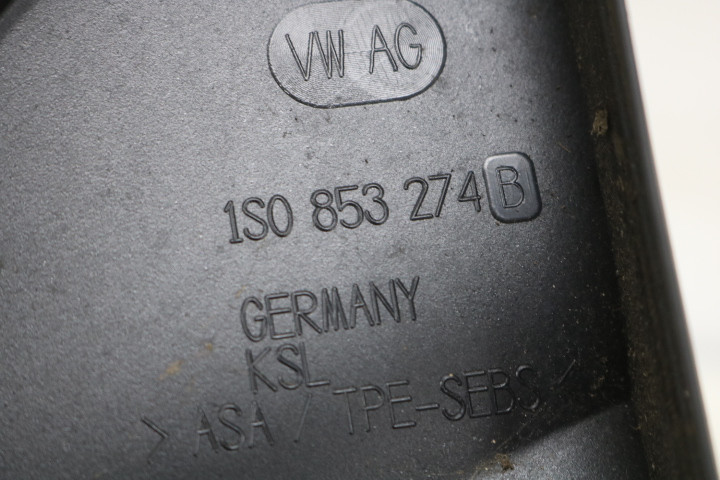 VW AG
1S0 853 274 B
GERMANY
KSL
> ASA / TPE-SEBS <